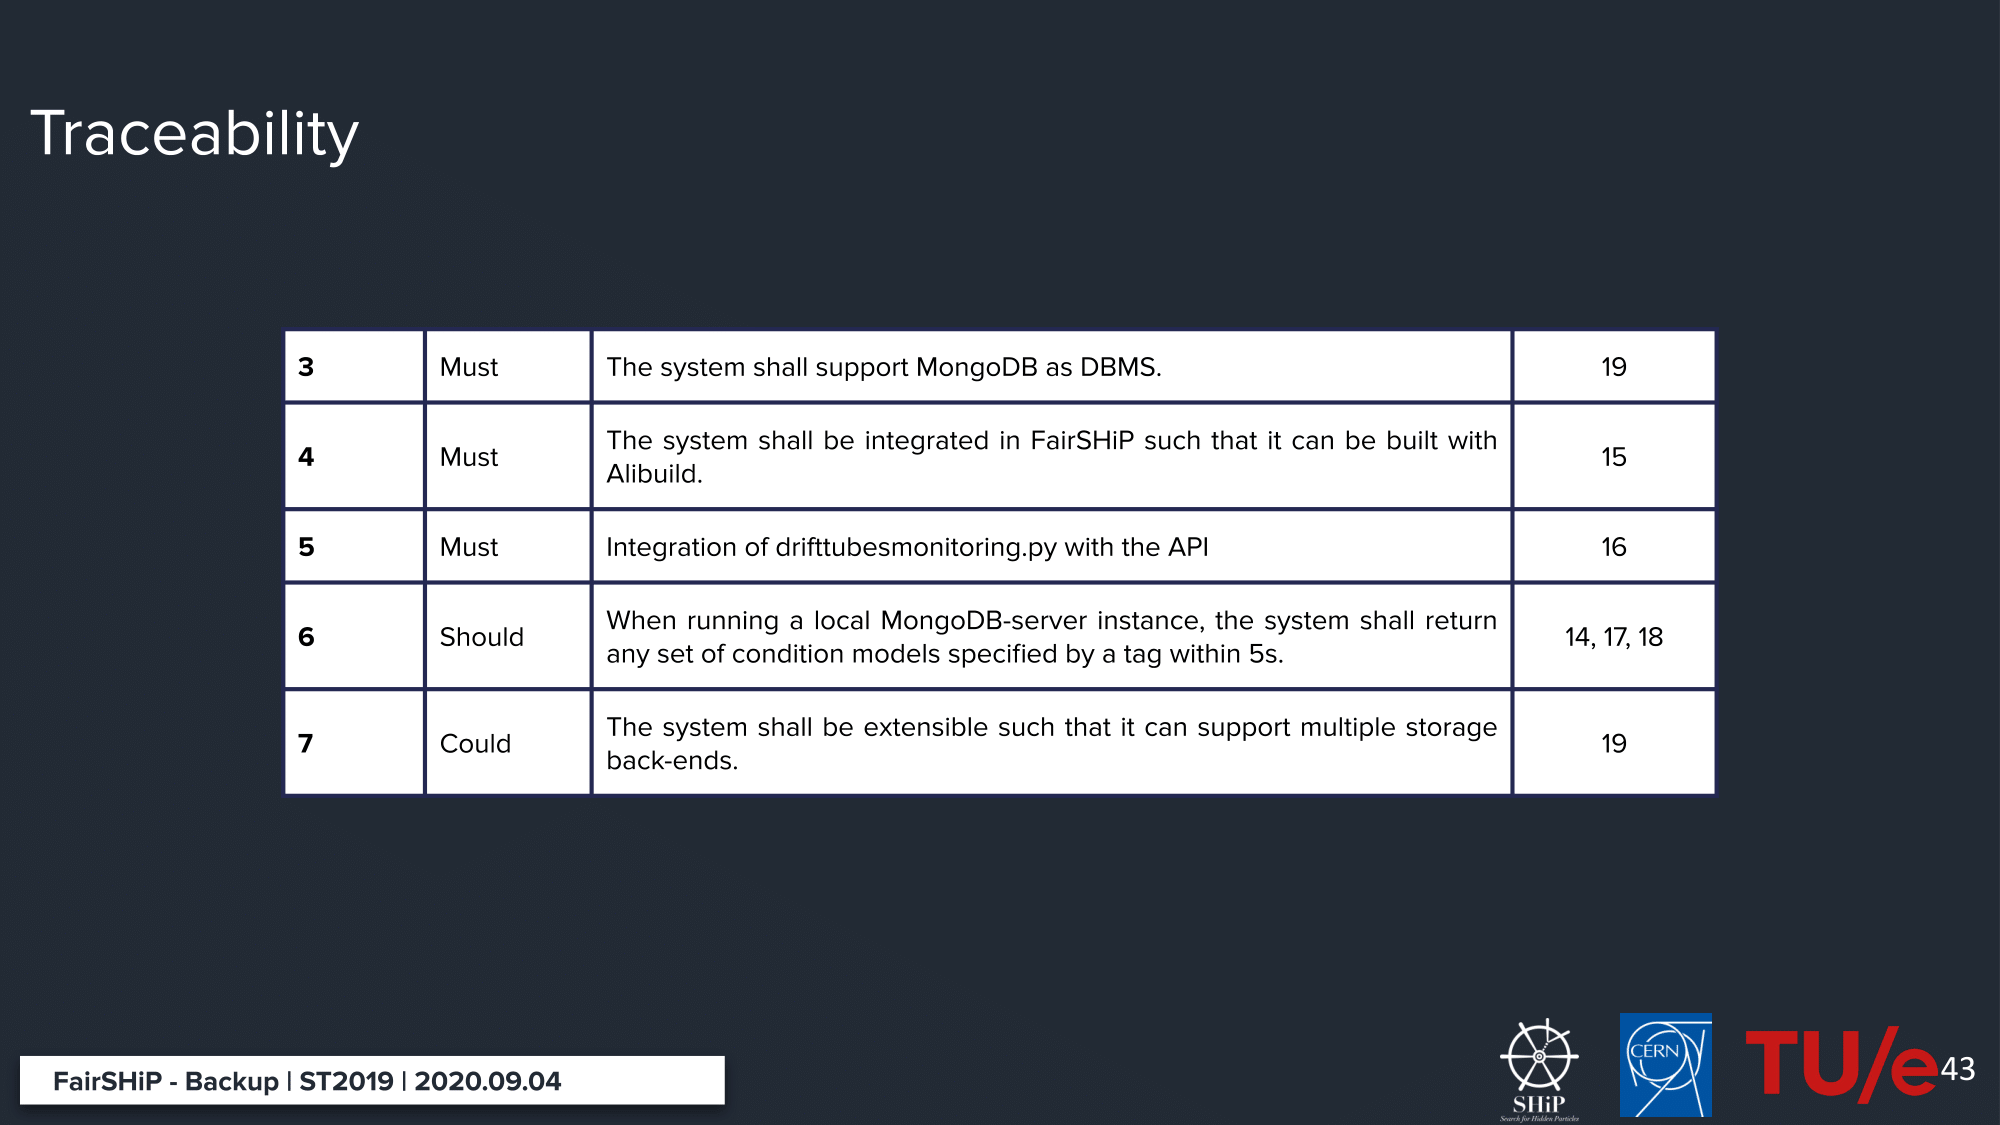 Traceability
3 Must The system shall support MongoDB as DBMS. 19
4 Must The system shall be integrated in FairSHiP such that it can be built with
Alibuild. 15
5 Must Integration of drifttubesmonitoring.py with the API 16
6 Should When running a local MongoDB-server instance, the system shall return
any set of condition models specified by a tag within 5s. 14, 17, 18
7 Could The system shall be extensible such that it can support multiple storage
back-ends. 19
FairSHiP - Backup | ST2019 | 2020.09.04
SHiP
Search for Hidden Particles
CERN
TU/e
43